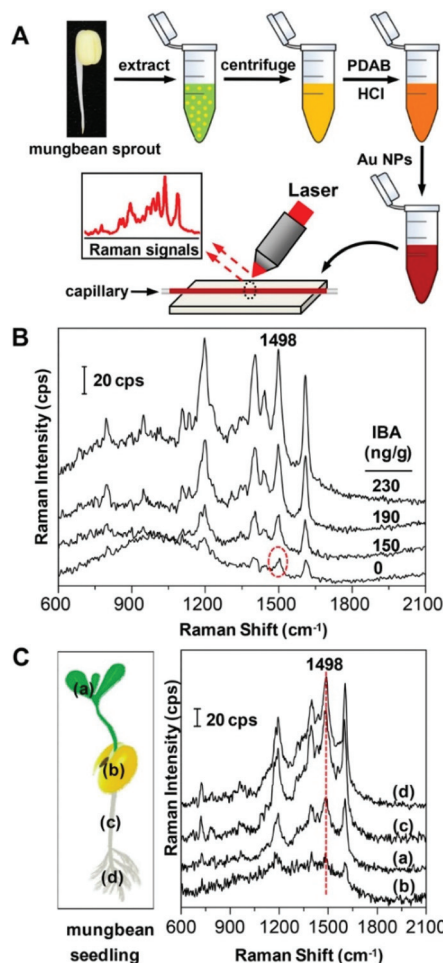 A
extract
centrifuge
PDAB
HCl
mungbean sprout
Au NPs
Laser
Raman signals
capillary
B
20 cps
1498
IBA
(ng/g)
230
190
150
0
Raman Intensity (cps)
600 900 1200 1500 1800 2100
Raman Shift (cm⁻¹)
C
(a)
(b)
(c)
(d)
mungbean
seedling
20 cps
1498
(d)
(c)
(a)
(b)
Raman Intensity (cps)
600 900 1200 1500 1800 2100
Raman Shift (cm⁻¹)